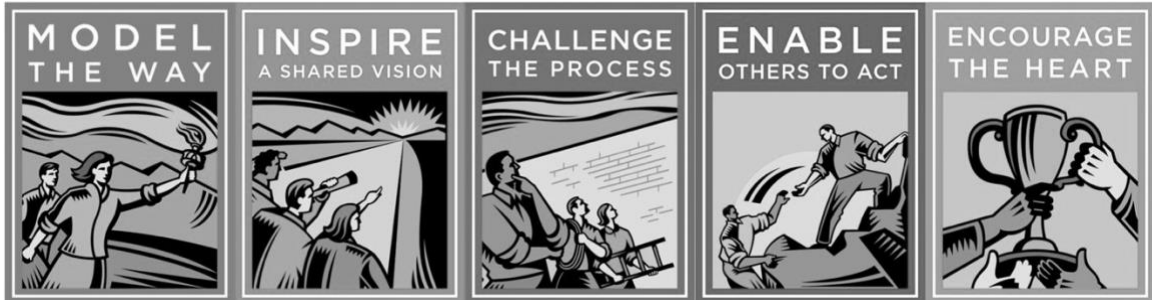 MODEL
THE WAY
INSPIRE
A SHARED VISION
CHALLENGE
THE PROCESS
ENABLE
OTHERS TO ACT
ENCOURAGE
THE HEART